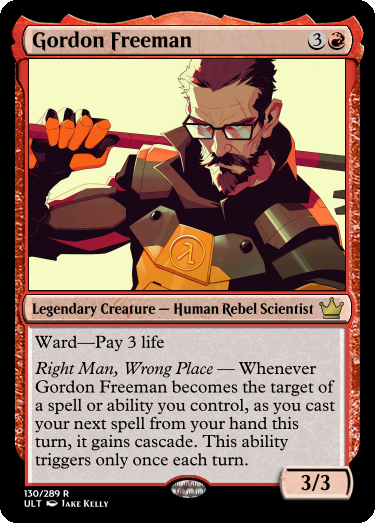 Gordon Freeman 3
Legendary Creature — Human Rebel Scientist
Ward—Pay 3 life
Right Man, Wrong Place — Whenever
Gordon Freeman becomes the target of
a spell or ability you control, as you cast
your next spell from your hand this
turn, it gains cascade. This ability
triggers only once each turn.
3/3
130/289 R
ULT Jake Kelly